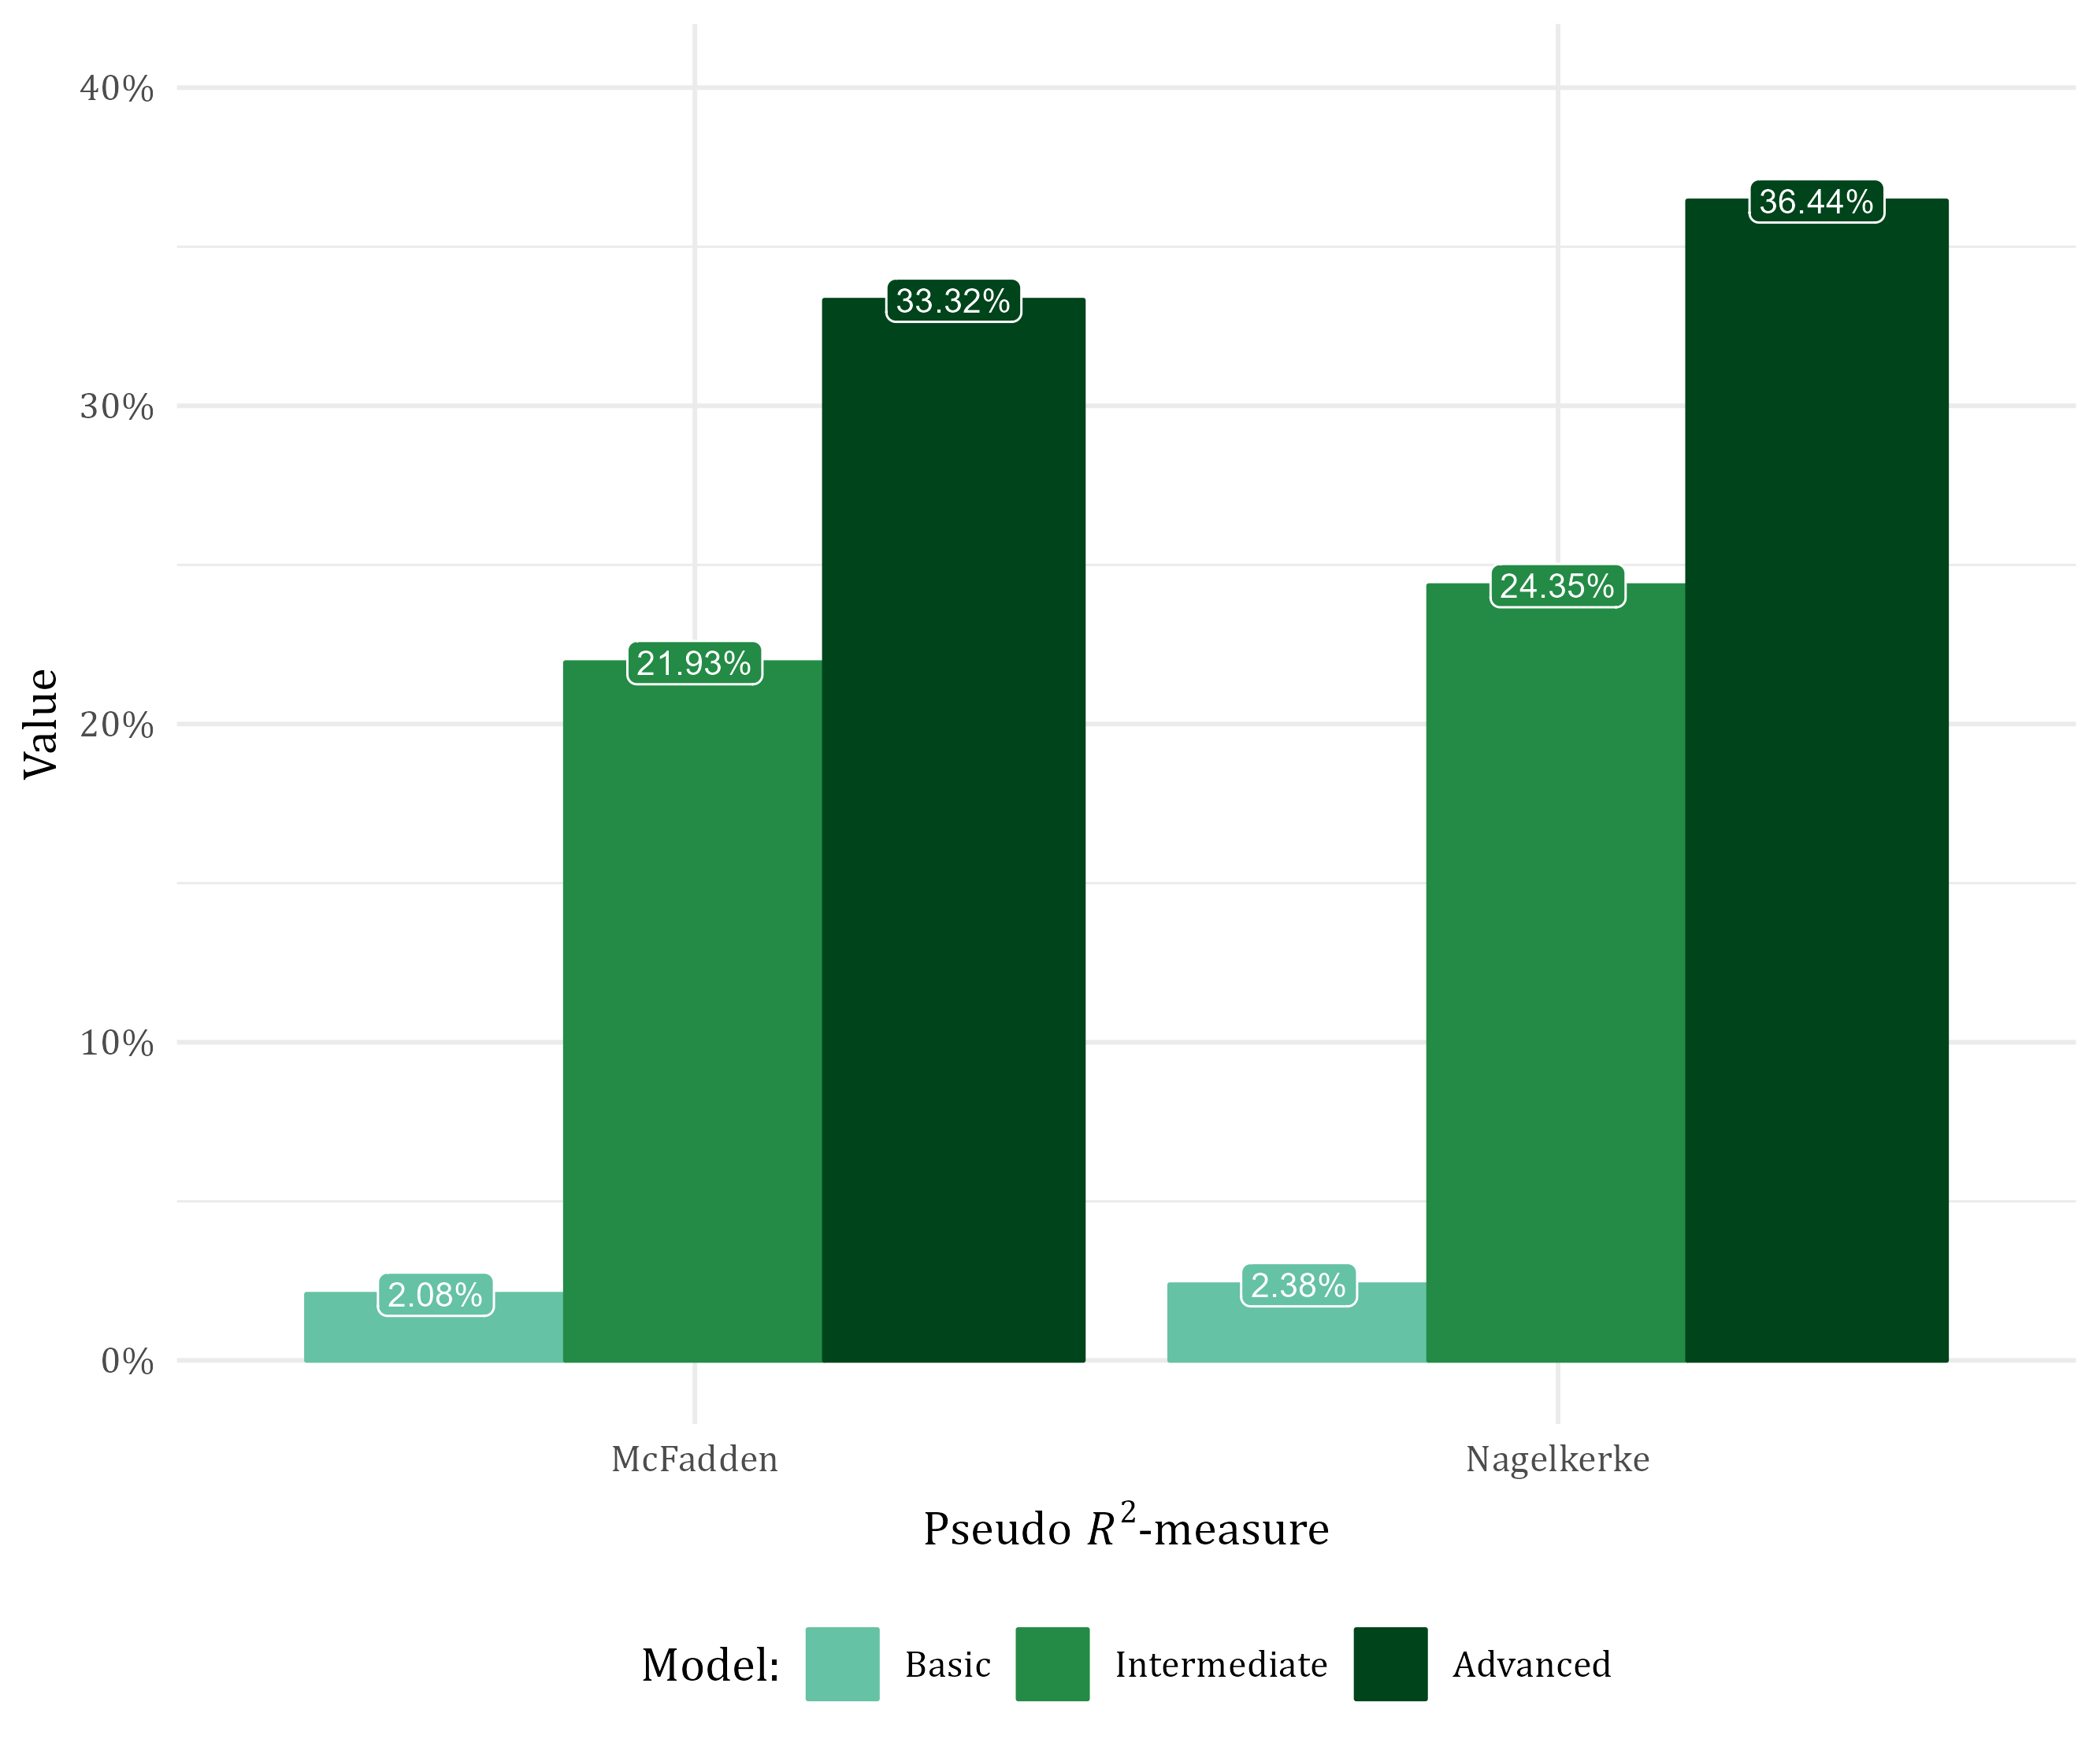 40%
30%
20%
10%
0%
Value
36.44%
33.32%
24.35%
21.93%
2.38%
2.08%
McFadden
Nagelkerke
Pseudo R²-measure
Model: Basic Intermediate Advanced